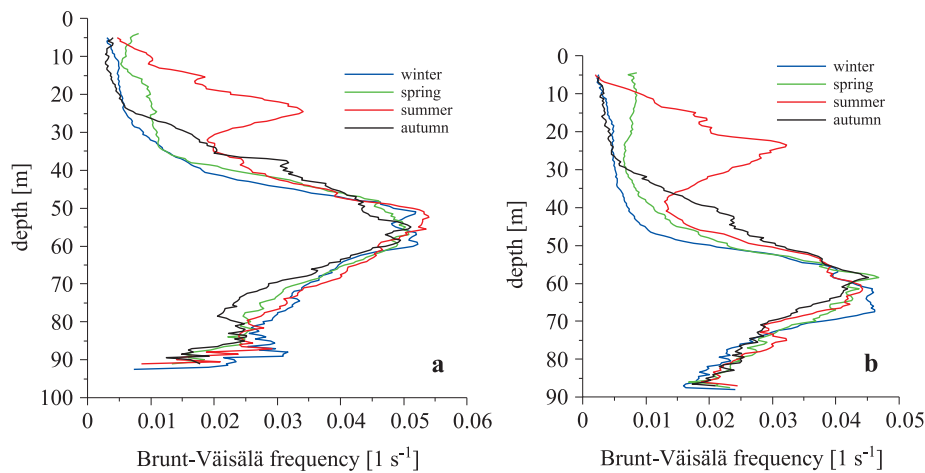 0
10
20
30
40
50
60
70
80
90
100
depth [m]
0 0.01 0.02 0.03 0.04 0.05 0.06
Brunt-Väisälä frequency [1 s⁻¹]
winter
spring
summer
autumn
a
0
10
20
30
40
50
60
70
80
90
depth [m]
0 0.01 0.02 0.03 0.04 0.05
Brunt-Väisälä frequency [1 s⁻¹]
winter
spring
summer
autumn
b